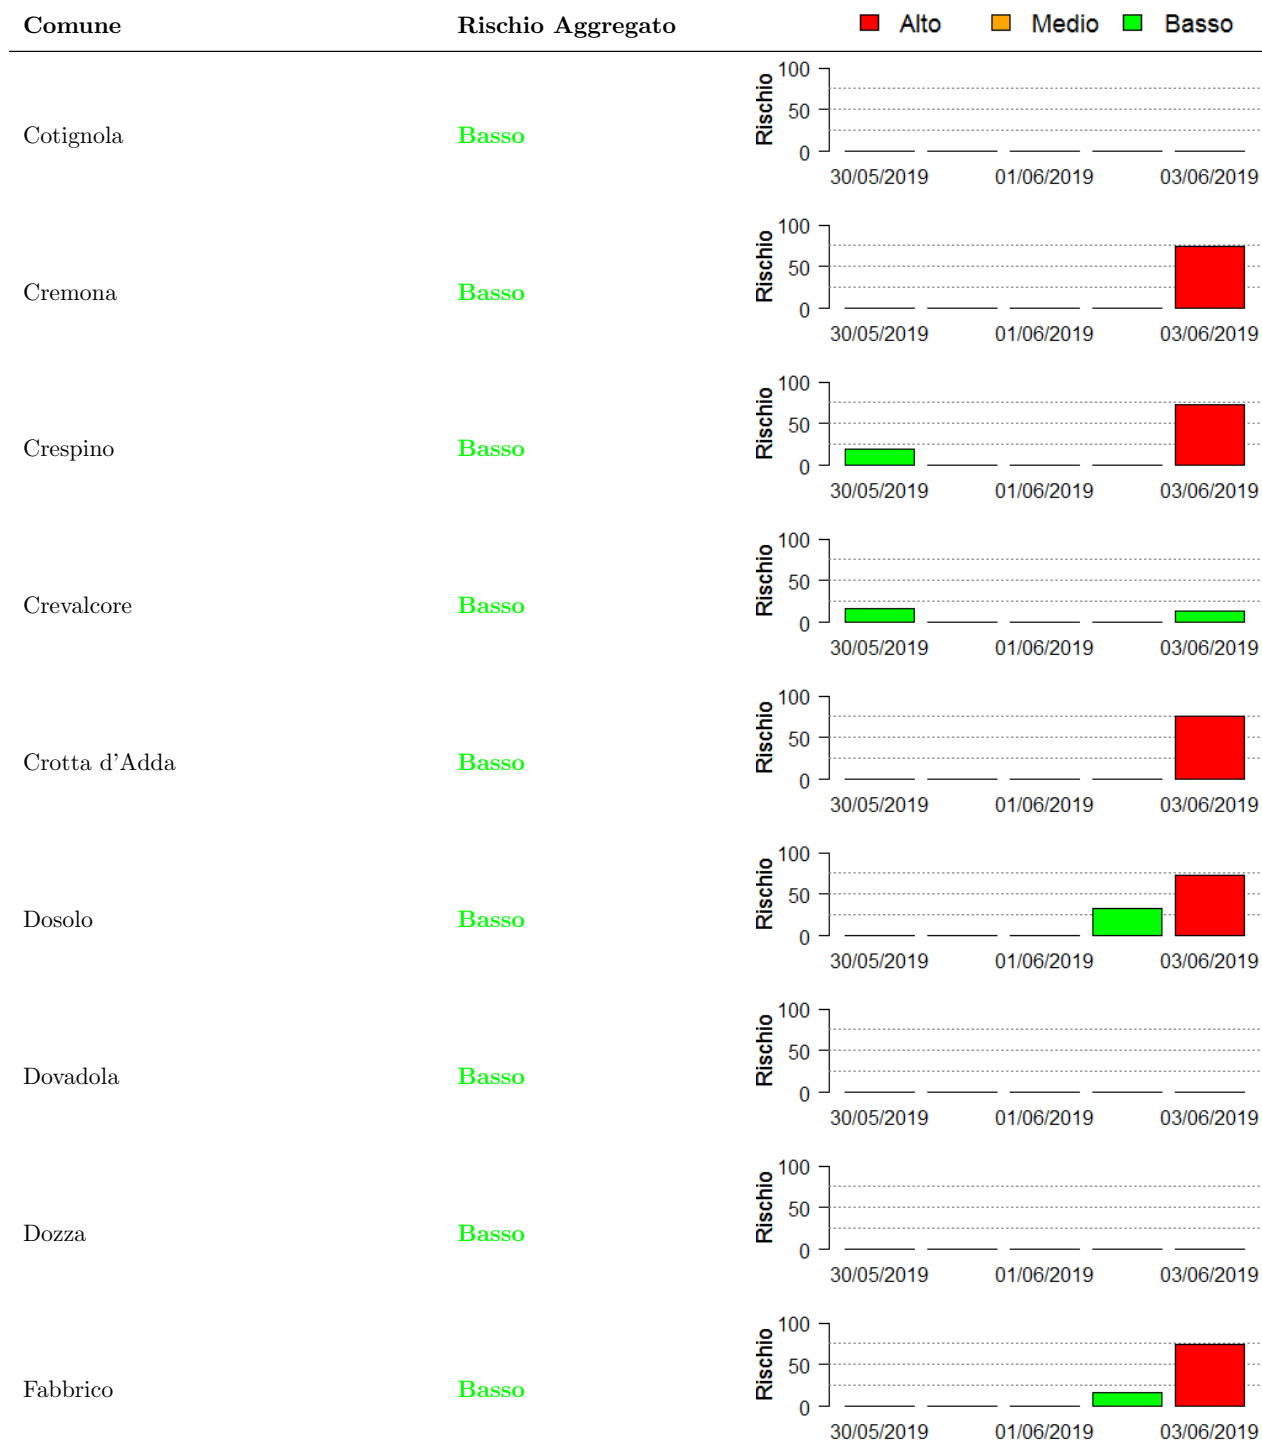 Comune Rischio Aggregato Alto Medio Basso
Rischio 100 50 0
Cotignola Basso
30/05/2019 01/06/2019 03/06/2019
Rischio 100 50 0
Cremona Basso
30/05/2019 01/06/2019 03/06/2019
Rischio 100 50 0
Crespino Basso
30/05/2019 01/06/2019 03/06/2019
Rischio 100 50 0
Crevalcore Basso
30/05/2019 01/06/2019 03/06/2019
Rischio 100 50 0
Crotta d'Adda Basso
30/05/2019 01/06/2019 03/06/2019
Rischio 100 50 0
Dosolo Basso
30/05/2019 01/06/2019 03/06/2019
Rischio 100 50 0
Dovadola Basso
30/05/2019 01/06/2019 03/06/2019
Rischio 100 50 0
Dozza Basso
30/05/2019 01/06/2019 03/06/2019
Rischio 100 50 0
Fabbrico Basso
30/05/2019 01/06/2019 03/06/2019